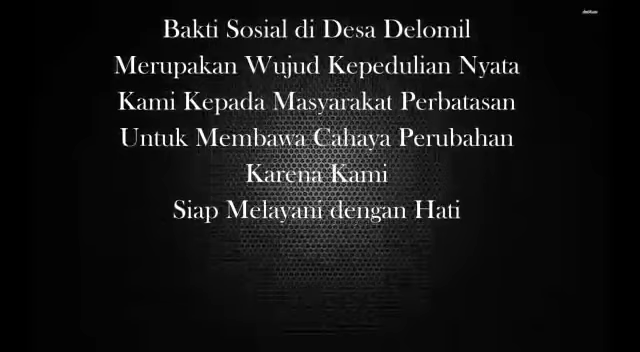 Bakti Sosial di Desa Delomil
Merupakan Wujud Kepedulian Nyata
Kami Kepada Masyarakat Perbatasan
Untuk Membawa Cahaya Perubahan
Karena Kami
Siap Melayani dengan Hati